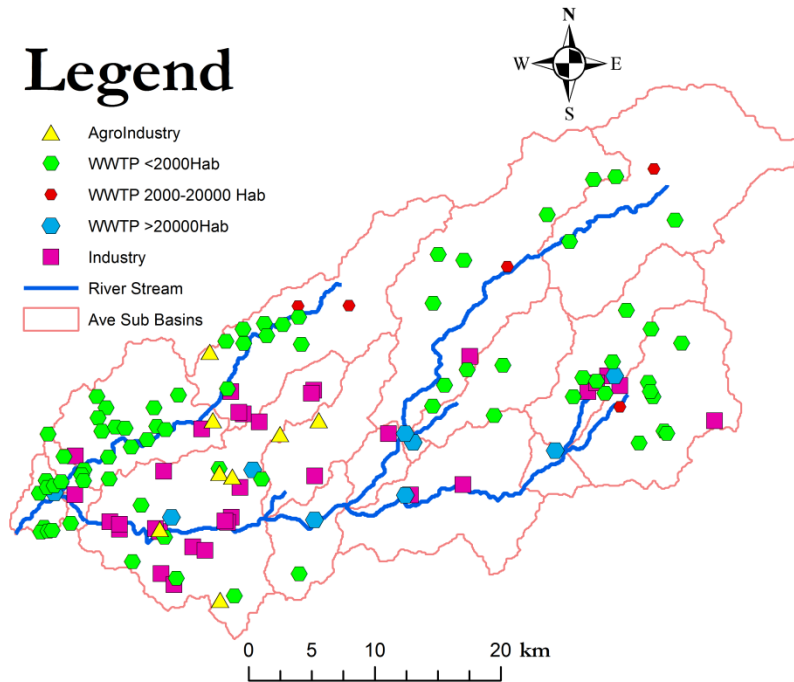 N
Legend
W E
S
AgroIndustry
WWTP <2000Hab
WWTP 2000-20000 Hab
WWTP >20000Hab
Industry
River Stream
Ave Sub Basins
0 5 10 20 km